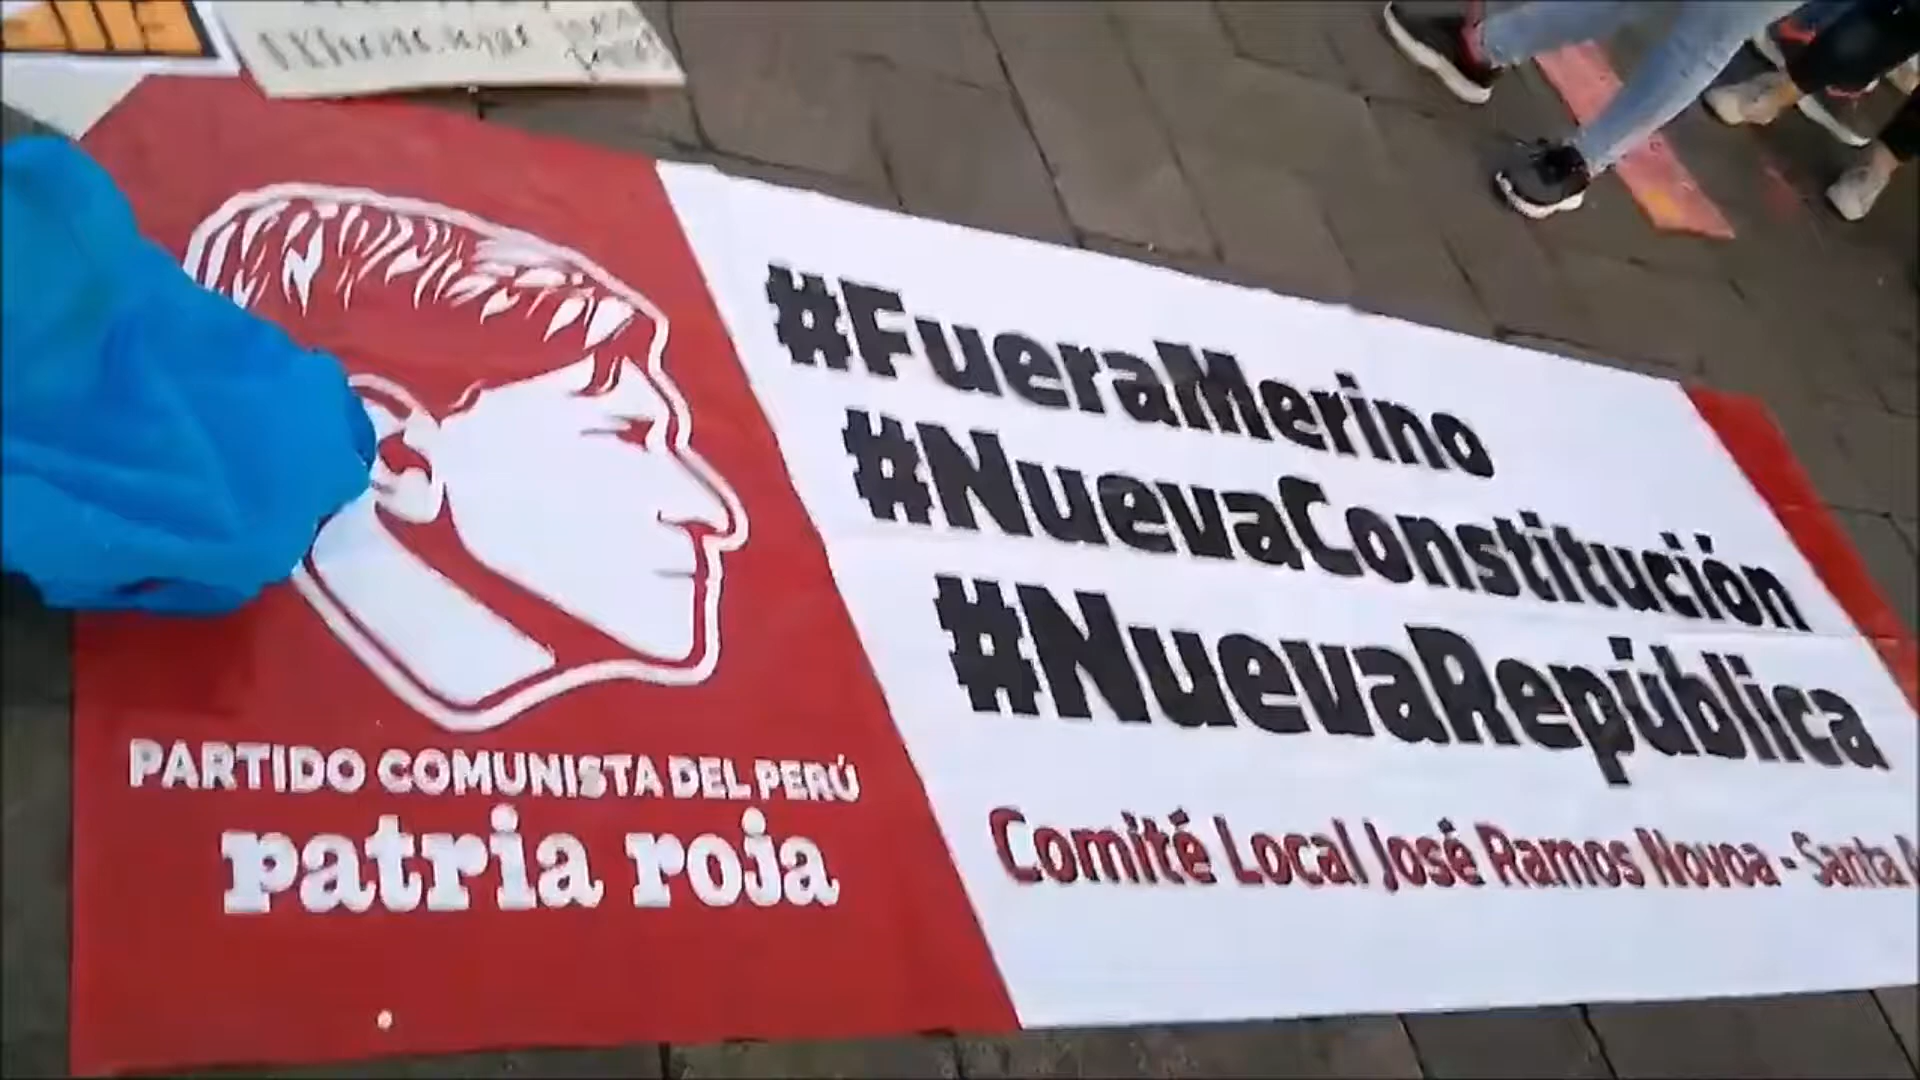 PARTIDO COMUNISTA DEL PERÚ
patria roja
#FueraMerino
#NuevaConstitución
#NuevaRepública
Comité Local José Ramos Novoa - Santa